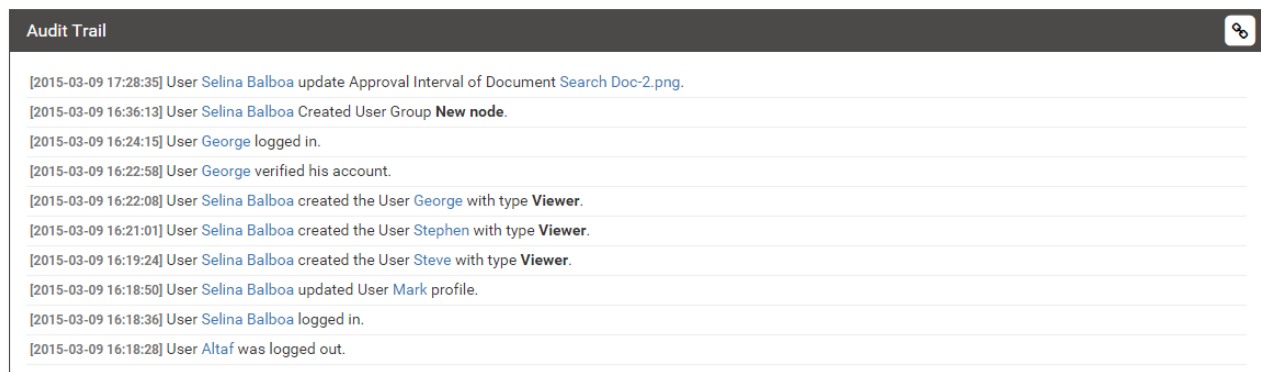 Audit Trail
[2015-03-09 17:28:35] User Selina Balboa update Approval Interval of Document Search Doc-2.png.
[2015-03-09 16:36:13] User Selina Balboa Created User Group New node.
[2015-03-09 16:24:15] User George logged in.
[2015-03-09 16:22:58] User George verified his account.
[2015-03-09 16:22:08] User Selina Balboa created the User George with type Viewer.
[2015-03-09 16:21:01] User Selina Balboa created the User Stephen with type Viewer.
[2015-03-09 16:19:24] User Selina Balboa created the User Steve with type Viewer.
[2015-03-09 16:18:50] User Selina Balboa updated User Mark profile.
[2015-03-09 16:18:36] User Selina Balboa logged in.
[2015-03-09 16:18:28] User Altaf was logged out.